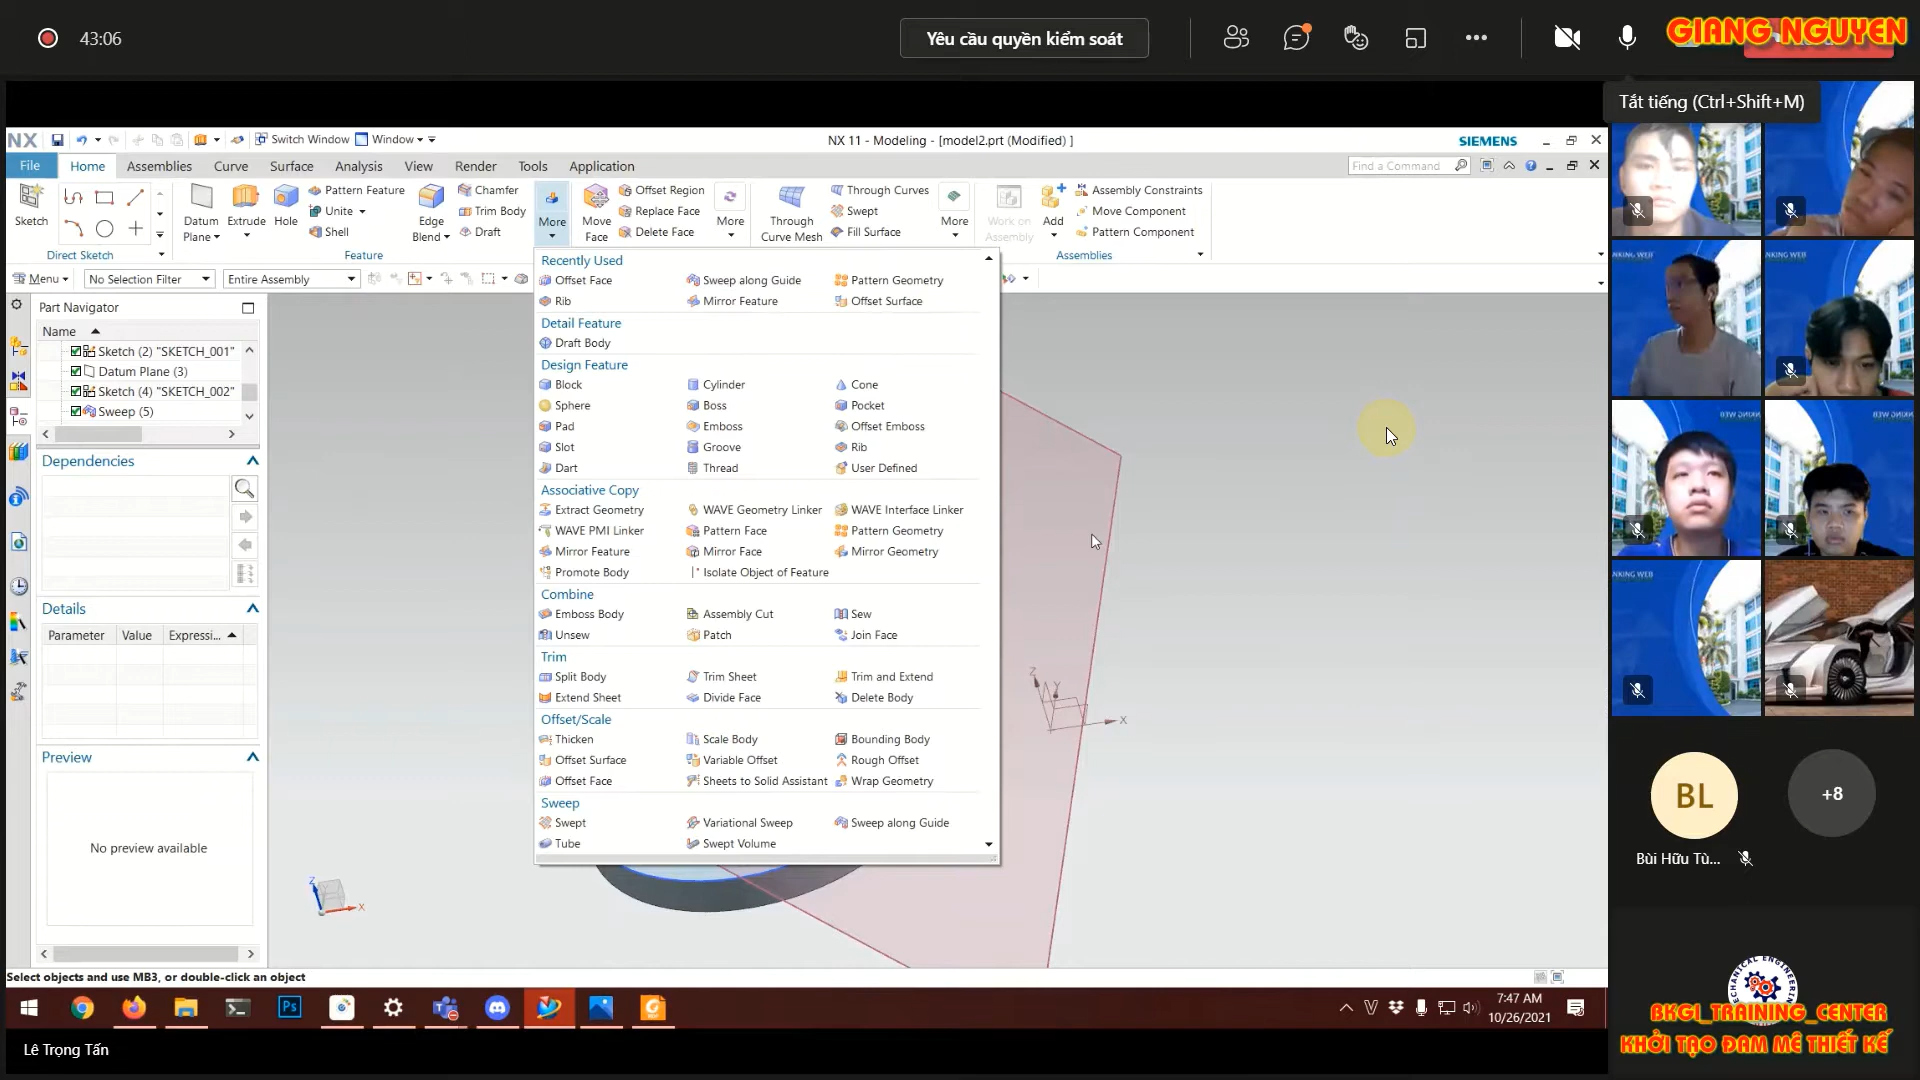 43:06
Yêu cầu quyền kiểm soát
GIANG NGUYEN
Tắt tiếng (Ctrl+Shift+M)
NX
Switch Window
Window
NX 11 - Modeling - [model2.prt (Modified) ]
SIEMENS
File
Home
Assemblies
Curve
Surface
Analysis
View
Render
Tools
Application
Find a Command
Sketch
Direct Sketch
Datum Plane
Extrude
Hole
Pattern Feature
Unite
Shell
Edge Blend
Chamfer
Trim Body
Draft
More
Feature
Move Face
Offset Region
Replace Face
Delete Face
More
Through Curve Mesh
Through Curves
Swept
Fill Surface
More
Work on Assembly
Add
Assembly Constraints
Move Component
Pattern Component
Assemblies
Menu
No Selection Filter
Entire Assembly
Part Navigator
Name
Sketch (2) "SKETCH_001"
Datum Plane (3)
Sketch (4) "SKETCH_002"
Sweep (5)
Dependencies
Details
Parameter Value Expressi...
Preview
No preview available
Recently Used
Offset Face Sweep along Guide Pattern Geometry
Rib Mirror Feature Offset Surface
Detail Feature
Draft Body
Design Feature
Block Cylinder Cone
Sphere Boss Pocket
Pad Emboss Offset Emboss
Slot Groove Rib
Dart Thread User Defined
Associative Copy
Extract Geometry WAVE Geometry Linker WAVE Interface Linker
WAVE PMI Linker Pattern Face Pattern Geometry
Mirror Feature Mirror Face Mirror Geometry
Promote Body Isolate Object of Feature
Combine
Emboss Body Assembly Cut Sew
Unsew Patch Join Face
Trim
Split Body Trim Sheet Trim and Extend
Extend Sheet Divide Face Delete Body
Offset/Scale
Thicken Scale Body Bounding Body
Offset Surface Variable Offset Rough Offset
Offset Face Sheets to Solid Assistant Wrap Geometry
Sweep
Swept Variational Sweep Sweep along Guide
Tube Swept Volume
Z
Y
X
Z
X
Select objects and use MB3, or double-click an object
Ps
7:47 AM
10/26/2021
Lê Trọng Tấn
BL
+8
Bùi Hữu Tù...
BKGI_TRAINING_CENTER
KHỞI TẠO ĐAM MÊ THIẾT KẾ